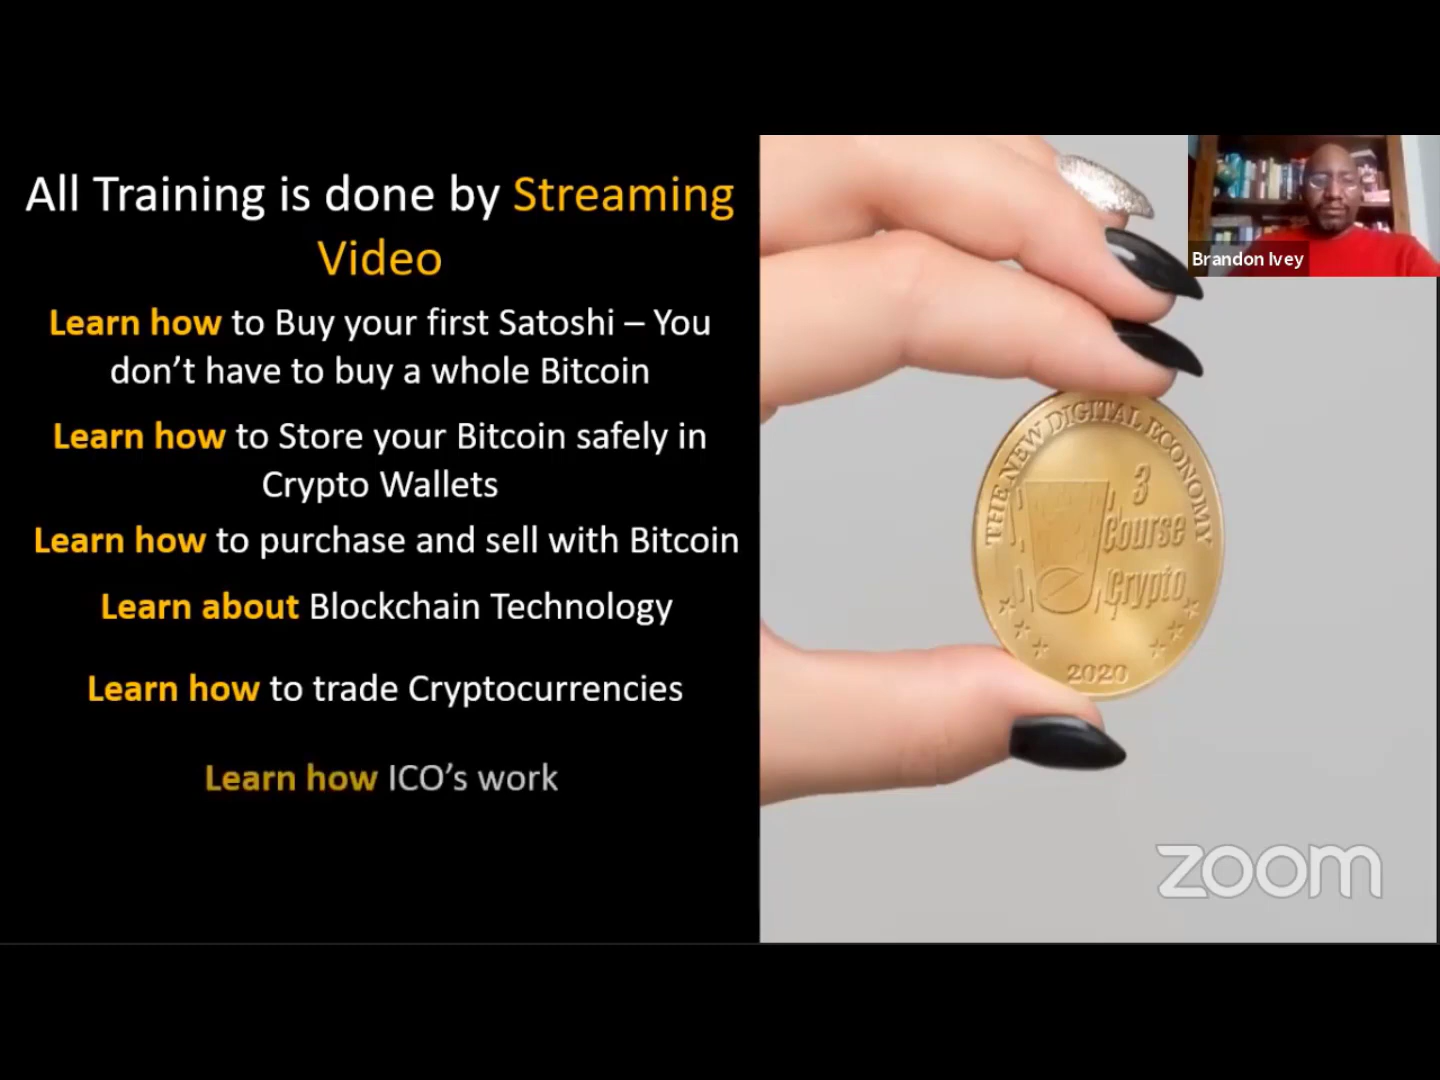 All Training is done by Streaming
Video
Learn how to Buy your first Satoshi – You
don't have to buy a whole Bitcoin
Learn how to Store your Bitcoin safely in
Crypto Wallets
Learn how to purchase and sell with Bitcoin
Learn about Blockchain Technology
Learn how to trade Cryptocurrencies
Learn how ICO's work
Brandon Ivey
THE NEW DIGITAL ECONOMY
3
Course
Crypto
2020
zoom